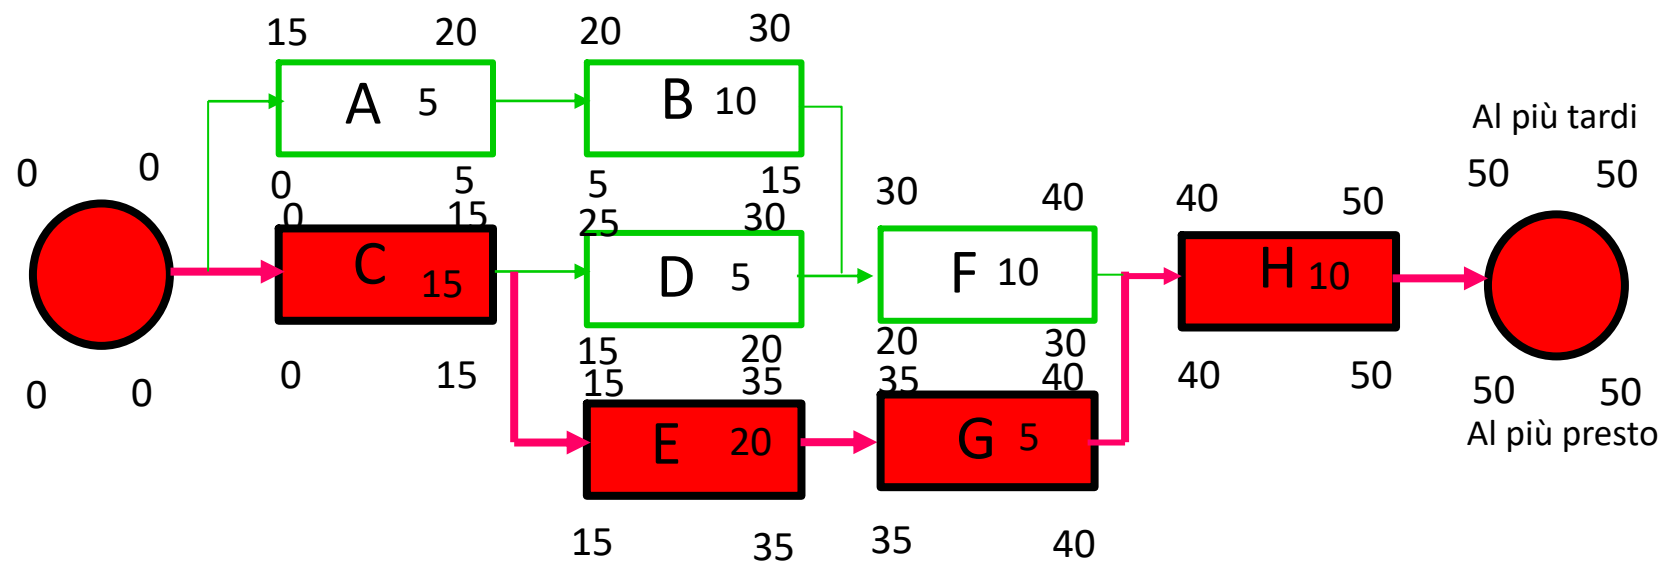 15 20 20 30
A 5 B 10
Al più tardi
0 0 0 5 5 15 30 40 40 50 50 50
0 15 25 30
C 15 D 5 F 10 H 10
0 15 15 20 20 30 40 50 50 50
15 35 35 40
0 0
Al più presto
E 20 G 5
15 35 35 40